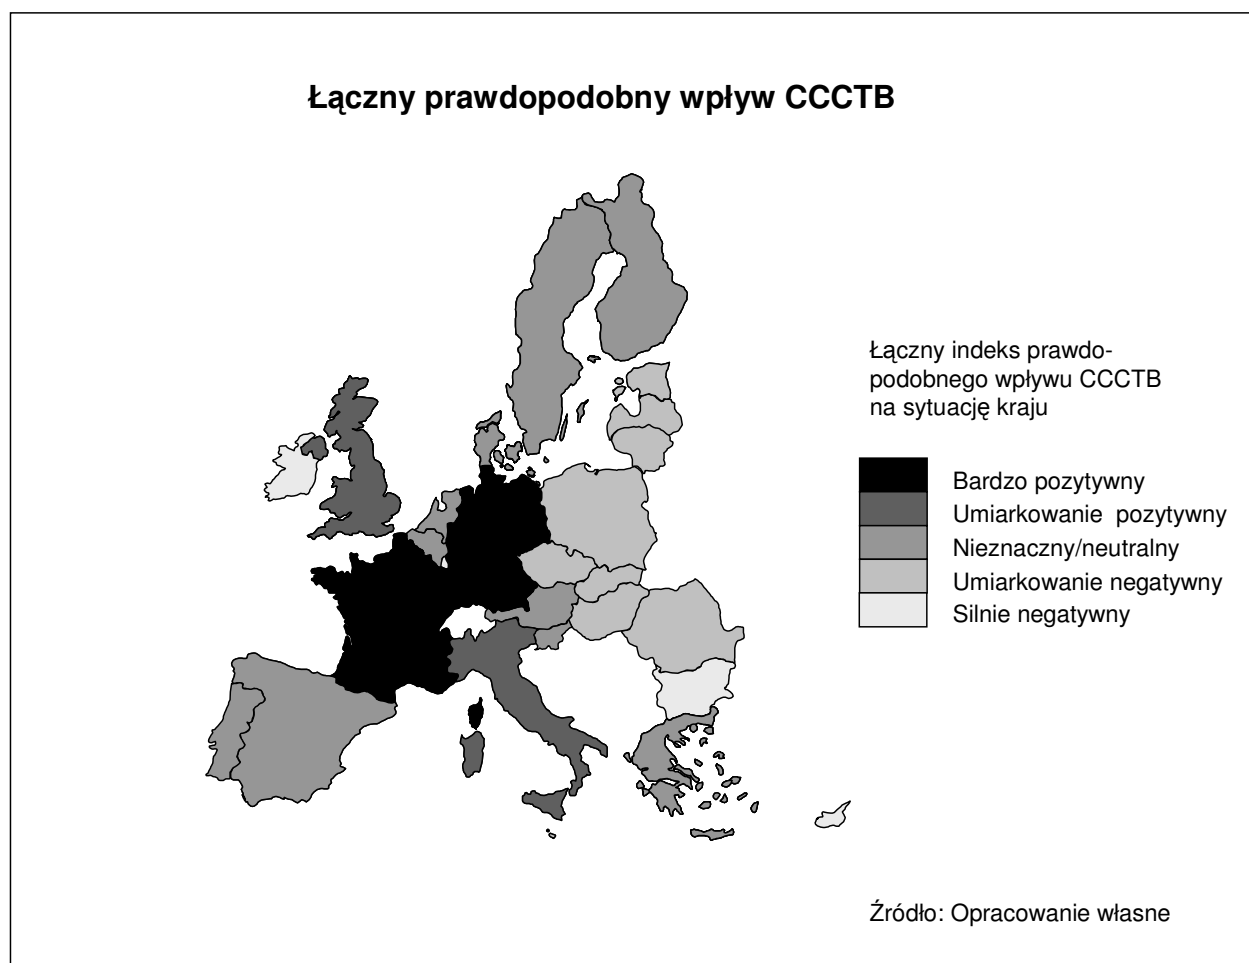 Łączny prawdopodobny wpływ CCCTB
Łączny indeks prawdo-
podobnego wpływu CCCTB
na sytuację kraju
Bardzo pozytywny
Umiarkowanie pozytywny
Nieznaczny/neutralny
Umiarkowanie negatywny
Silnie negatywny
Źródło: Opracowanie własne